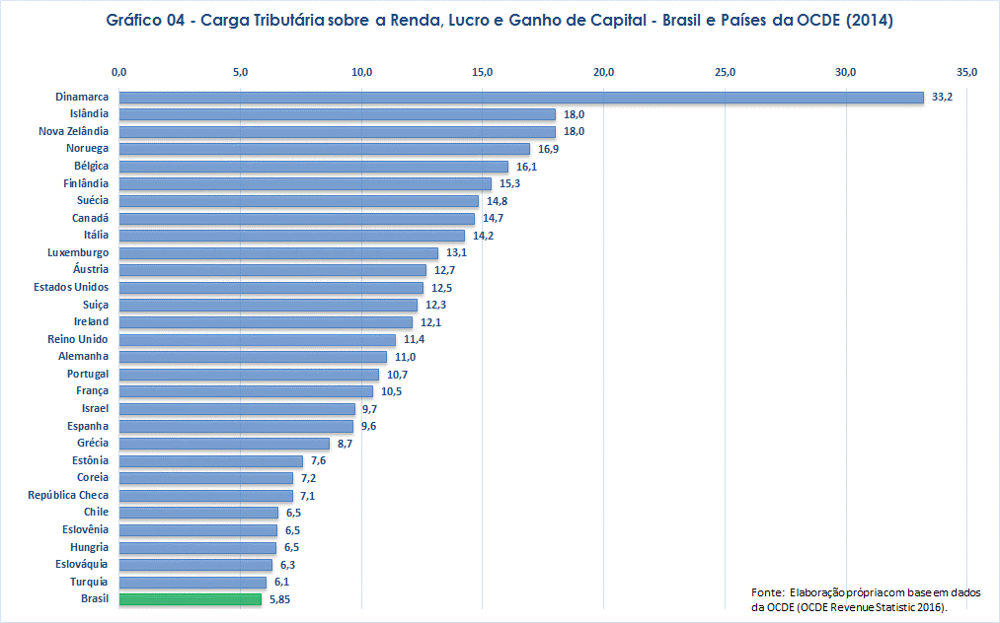 Gráfico 04 - Carga Tributária sobre a Renda, Lucro e Ganho de Capital - Brasil e Países da OCDE (2014)
0,0 5,0 10,0 15,0 20,0 25,0 30,0 35,0
Dinamarca 33,2
Islândia 18,0
Nova Zelândia 18,0
Noruega 16,9
Bélgica 16,1
Finlândia 15,3
Suécia 14,8
Canadá 14,7
Itália 14,2
Luxemburgo 13,1
Áustria 12,7
Estados Unidos 12,5
Suiça 12,3
Ireland 12,1
Reino Unido 11,4
Alemanha 11,0
Portugal 10,7
França 10,5
Israel 9,7
Espanha 9,6
Grécia 8,7
Estônia 7,6
Coreia 7,2
República Checa 7,1
Chile 6,5
Eslovênia 6,5
Hungria 6,5
Eslováquia 6,3
Turquia 6,1
Brasil 5,85
Fonte: Elaboração própria com base em dados
da OCDE (OCDE Revenue Statistic 2016).